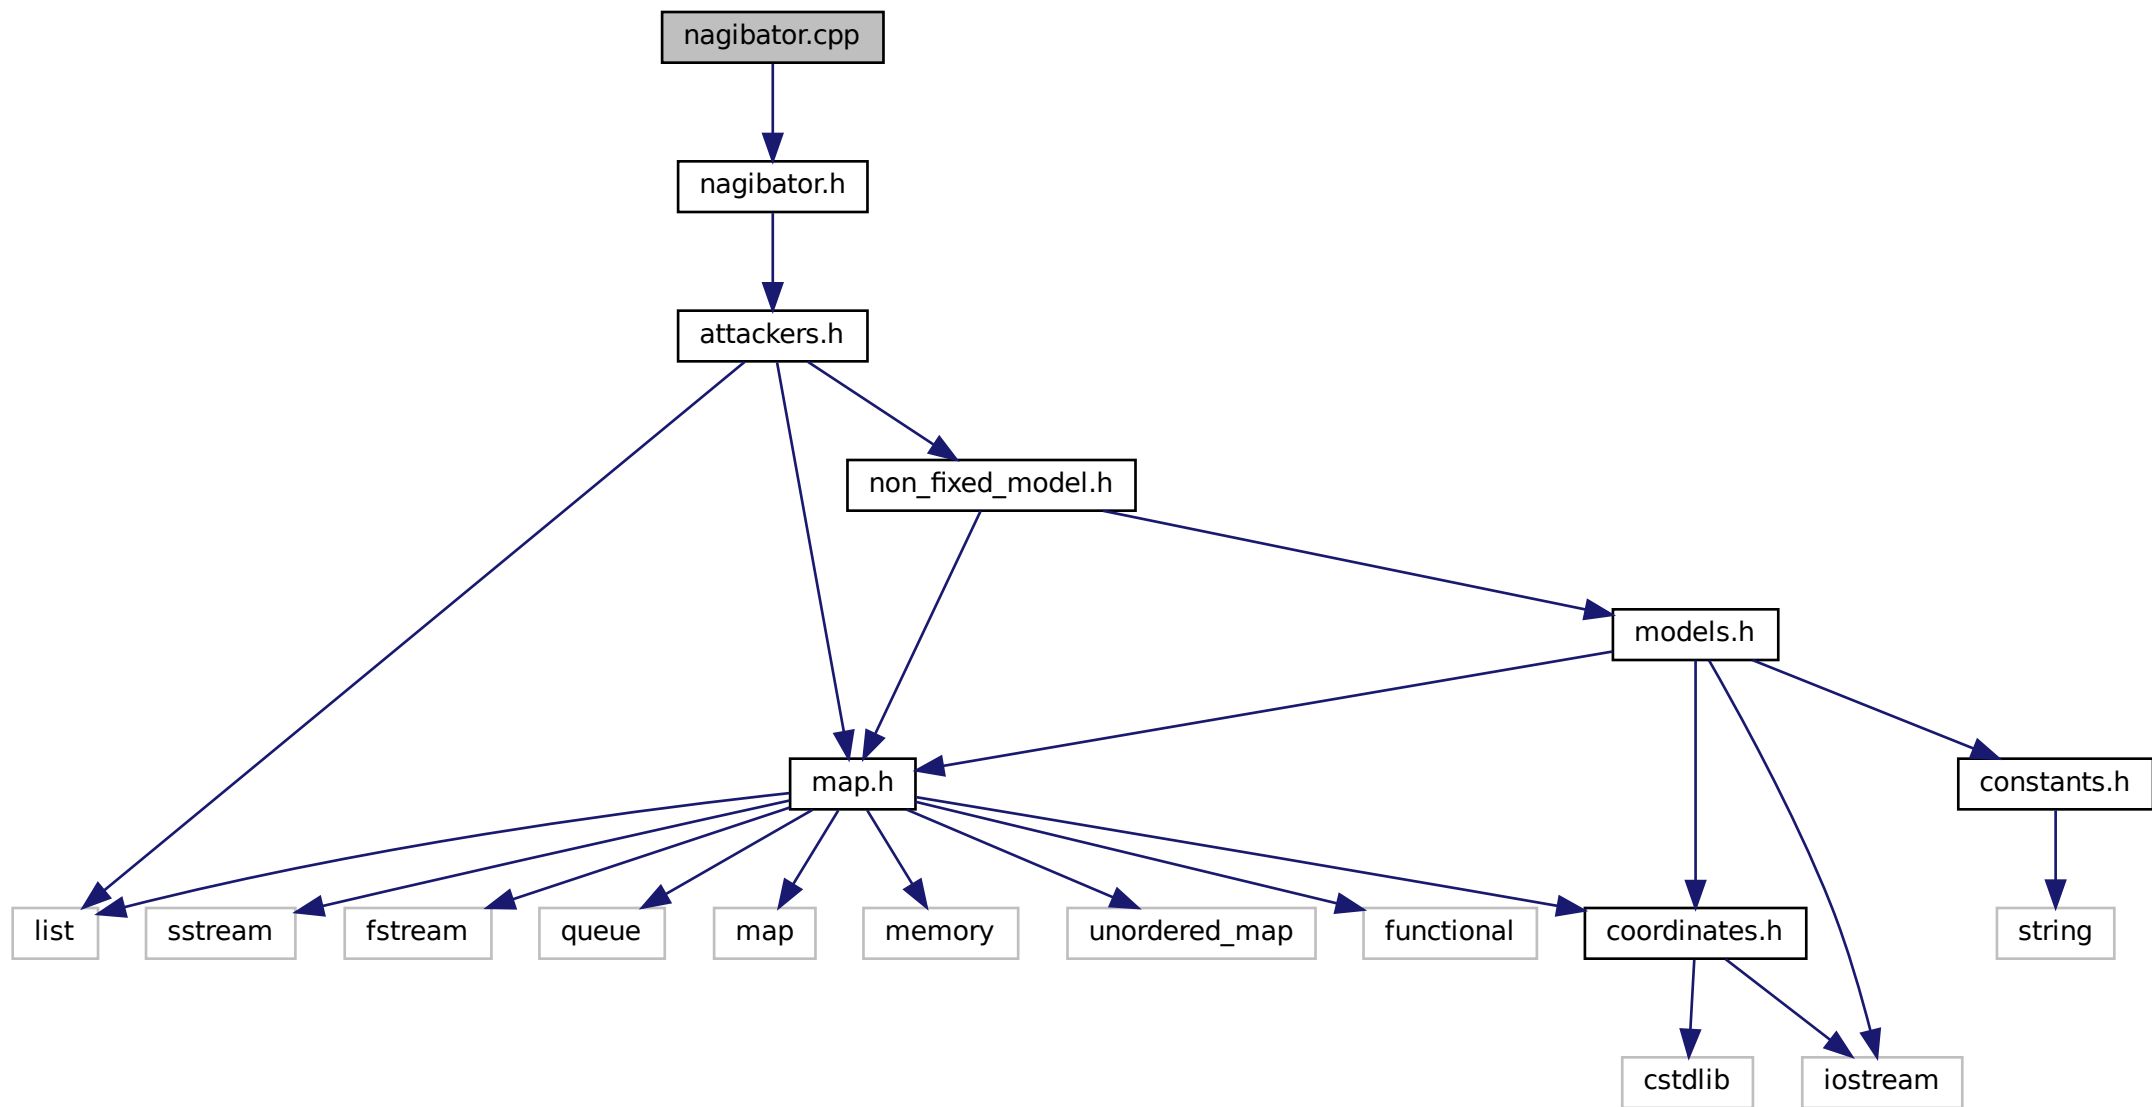 nagibator.cpp
nagibator.h
attackers.h
non_fixed_model.h
models.h
map.h
constants.h
list
sstream
fstream
queue
map
memory
unordered_map
functional
coordinates.h
string
cstdlib
iostream